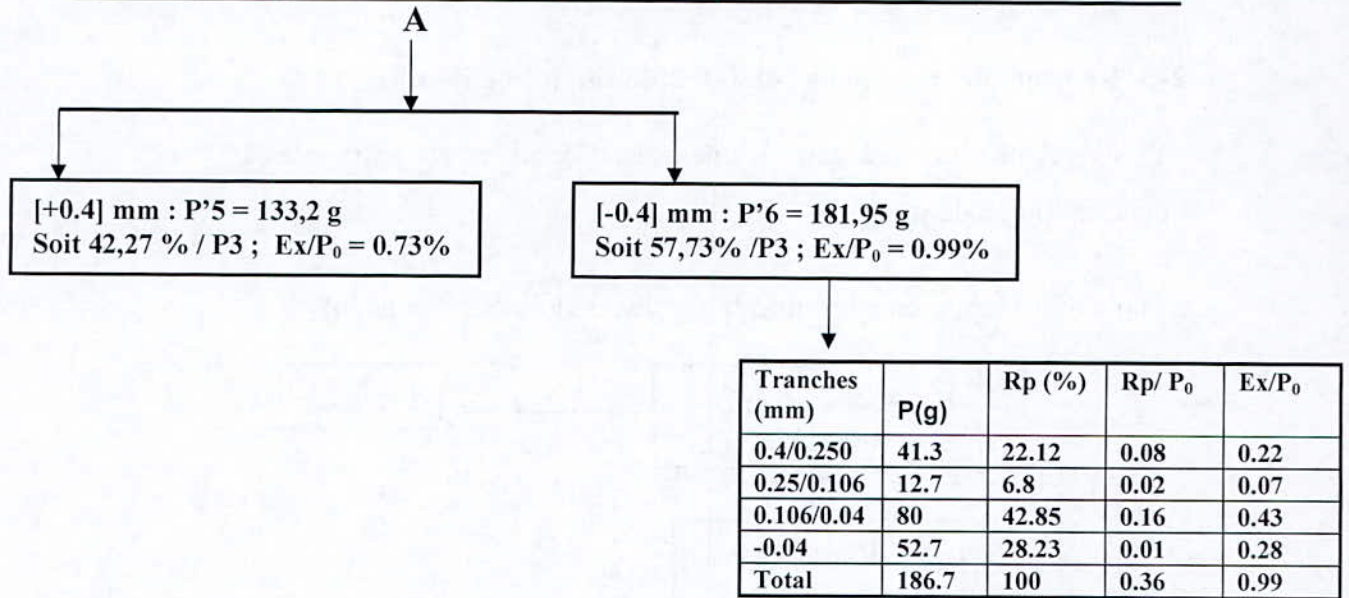 A
[+0.4] mm : P'5 = 133,2 g
Soit 42,27 % / P3 ; Ex/P₀ = 0.73%
[-0.4] mm : P'6 = 181,95 g
Soit 57,73% /P3 ; Ex/P₀ = 0.99%
Tranches (mm) P(g) Rp (%) Rp/ P₀ Ex/P₀
0.4/0.250 41.3 22.12 0.08 0.22
0.25/0.106 12.7 6.8 0.02 0.07
0.106/0.04 80 42.85 0.16 0.43
-0.04 52.7 28.23 0.01 0.28
Total 186.7 100 0.36 0.99